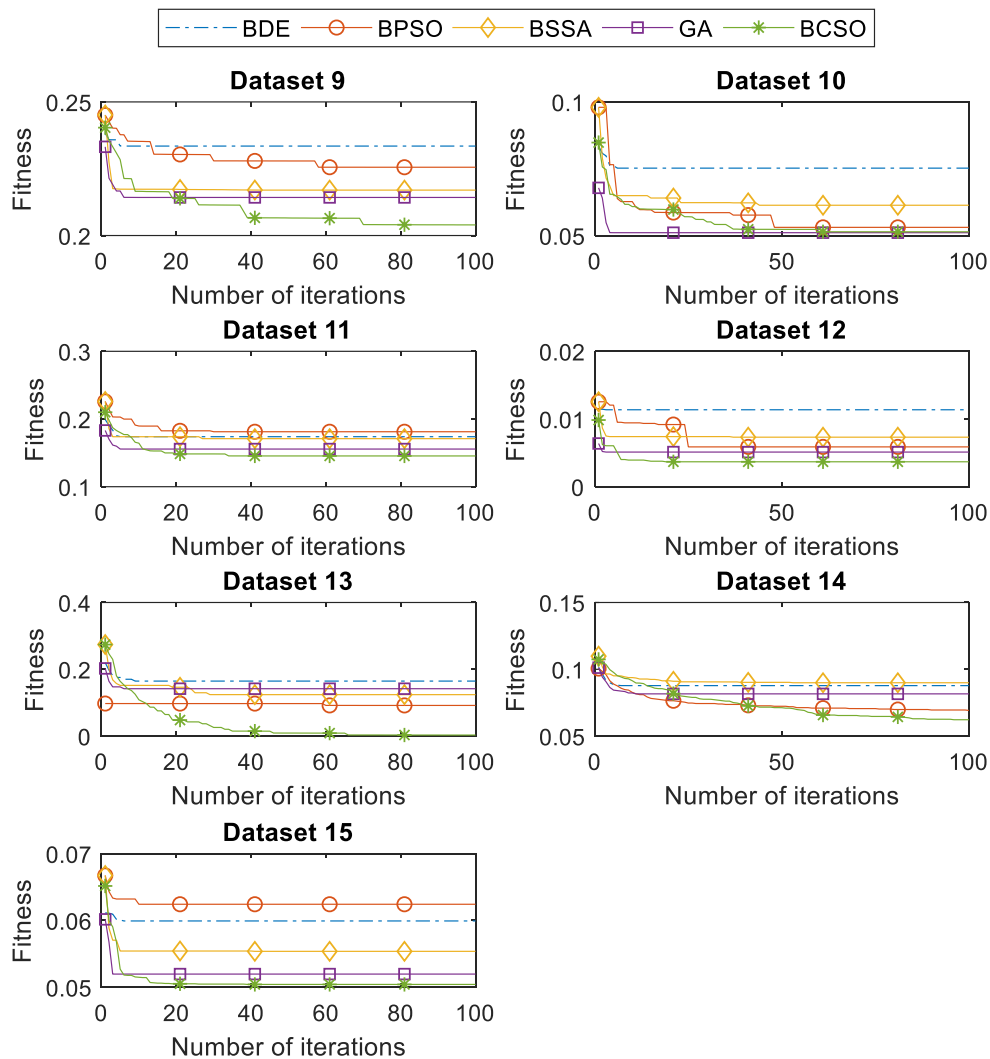 BDE BPSO BSSA GA BCSO
Dataset 9
Fitness
0.25
0.2
0 20 40 60 80 100
Number of iterations
Dataset 10
Fitness
0.1
0.05
0 50 100
Number of iterations
Dataset 11
Fitness
0.3
0.2
0.1
0 20 40 60 80 100
Number of iterations
Dataset 12
Fitness
0.02
0.01
0
0 50 100
Number of iterations
Dataset 13
Fitness
0.4
0.2
0
0 20 40 60 80 100
Number of iterations
Dataset 14
Fitness
0.15
0.1
0.05
0 50 100
Number of iterations
Dataset 15
Fitness
0.07
0.06
0.05
0 20 40 60 80 100
Number of iterations